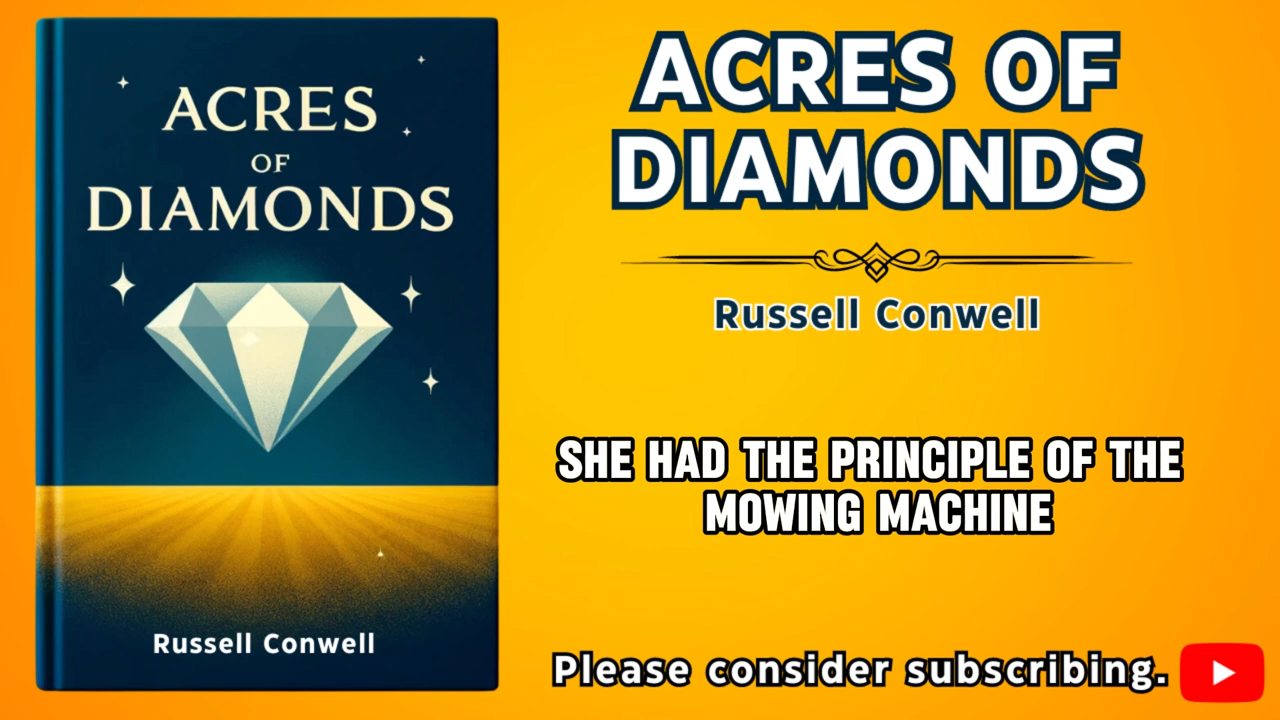 ACRES
OF
DIAMONDS
Russell Conwell
ACRES OF
DIAMONDS
Russell Conwell
SHE HAD THE PRINCIPLE OF THE
MOWING MACHINE
Please consider subscribing.